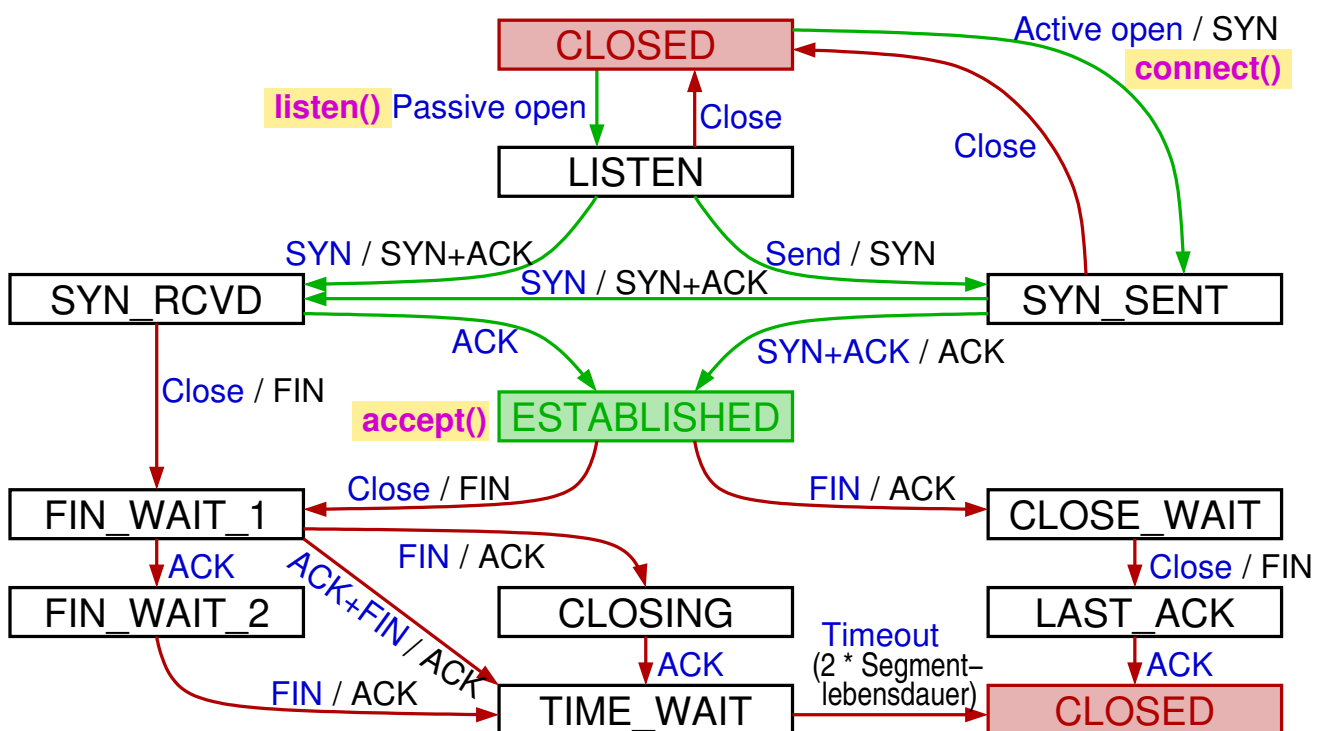 CLOSED
Active open / SYN
connect()
listen() Passive open
Close
Close
LISTEN
SYN / SYN+ACK
Send / SYN
SYN / SYN+ACK
SYN_RCVD
SYN_SENT
ACK
SYN+ACK / ACK
Close / FIN
accept()
ESTABLISHED
Close / FIN
FIN / ACK
FIN_WAIT_1
CLOSE_WAIT
ACK
ACK+FIN / ACK
FIN / ACK
Close / FIN
FIN_WAIT_2
CLOSING
LAST_ACK
Timeout
(2 * Segment–
lebensdauer)
ACK
ACK
FIN / ACK
TIME_WAIT
CLOSED